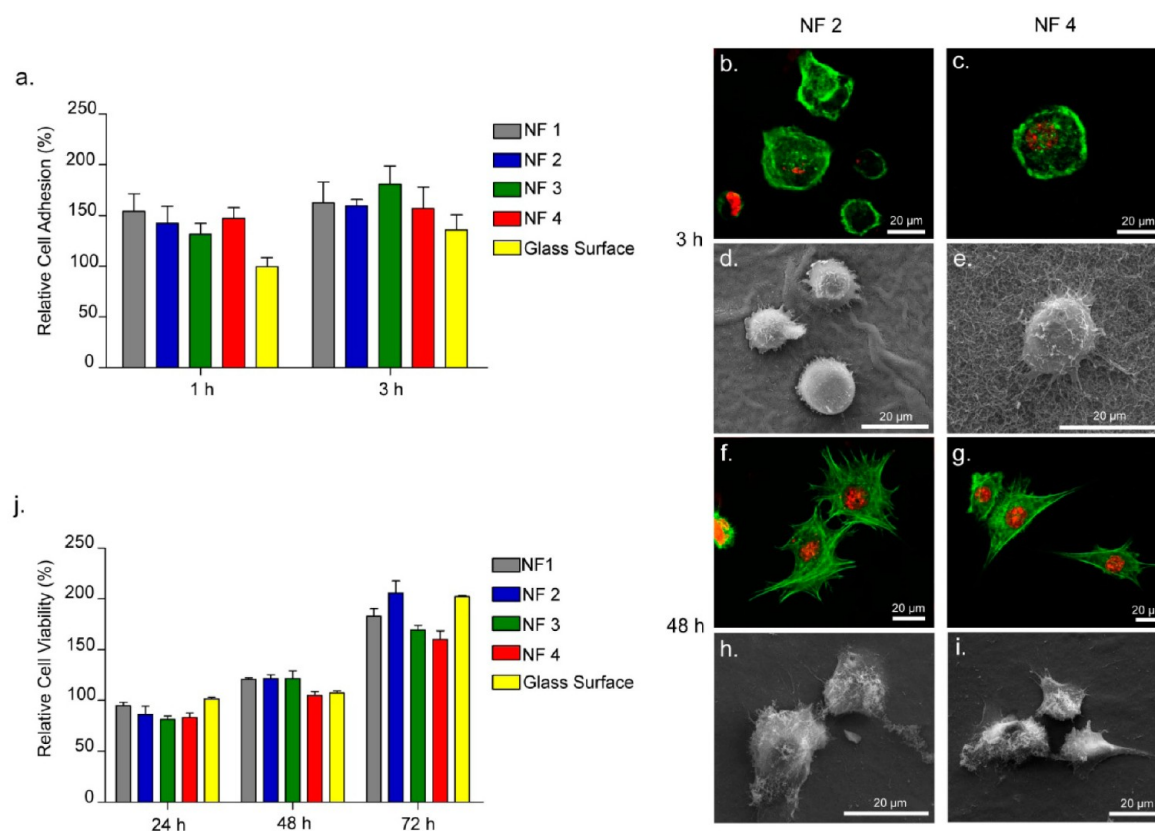 NF 2
NF 4
a.
Relative Cell Adhesion (%)
250
200
150
100
50
0
1 h
3 h
NF 1
NF 2
NF 3
NF 4
Glass Surface
j.
Relative Cell Viability (%)
250
200
150
100
50
0
24 h
48 h
72 h
NF1
NF 2
NF 3
NF 4
Glass Surface
3 h
48 h
b.
20 μm
c.
20 μm
d.
20 μm
e.
20 μm
f.
20 μm
g.
20 μm
h.
20 μm
i.
20 μm